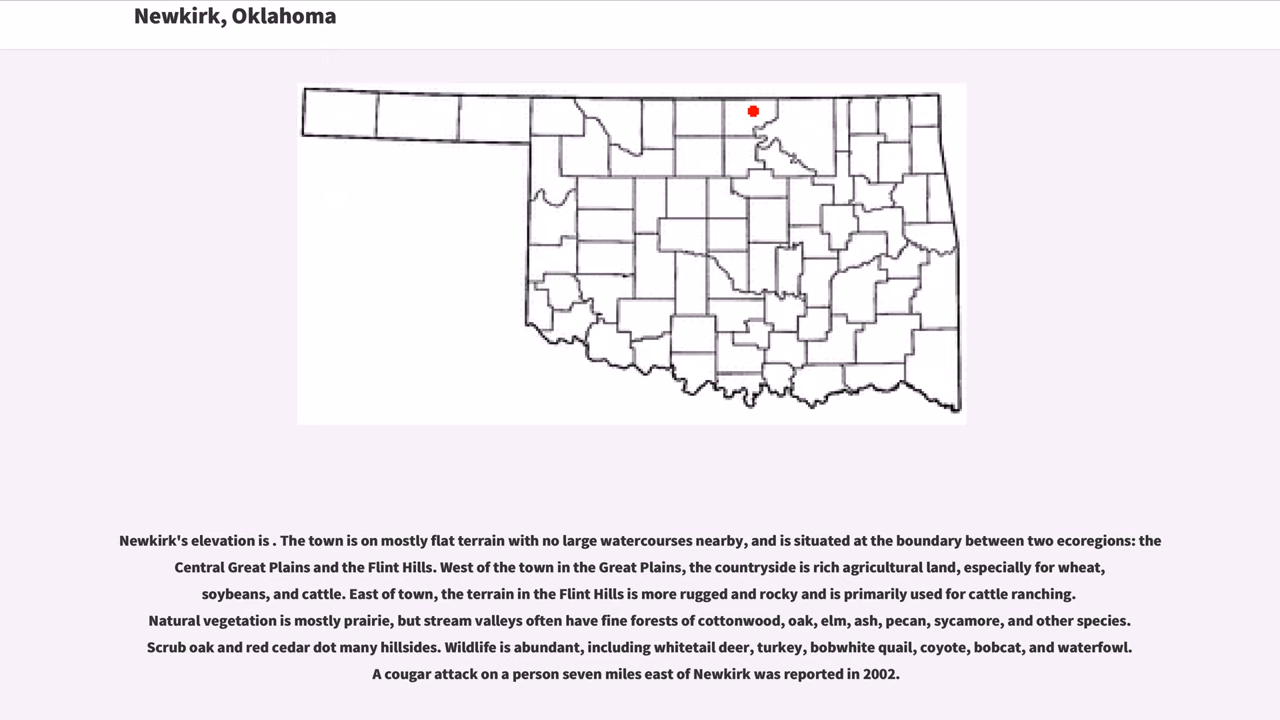 Newkirk, Oklahoma
Newkirk's elevation is . The town is on mostly flat terrain with no large watercourses nearby, and is situated at the boundary between two ecoregions: the
Central Great Plains and the Flint Hills. West of the town in the Great Plains, the countryside is rich agricultural land, especially for wheat,
soybeans, and cattle. East of town, the terrain in the Flint Hills is more rugged and rocky and is primarily used for cattle ranching.
Natural vegetation is mostly prairie, but stream valleys often have fine forests of cottonwood, oak, elm, ash, pecan, sycamore, and other species.
Scrub oak and red cedar dot many hillsides. Wildlife is abundant, including whitetail deer, turkey, bobwhite quail, coyote, bobcat, and waterfowl.
A cougar attack on a person seven miles east of Newkirk was reported in 2002.